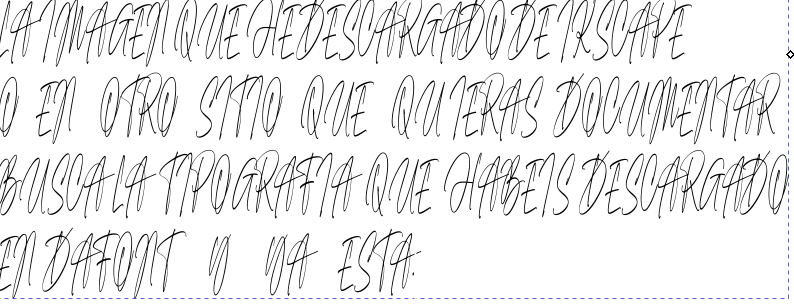 LA IMAGEN QUE HE DESCARGADO DE IRSCAPE
O EN OTRO SITIO QUE QUIERAS DOCUMENTAR
BUSCA LA TIPOGRAFIA QUE HABEIS DESCARGADO
EN DAFONT Y YA ESTA.